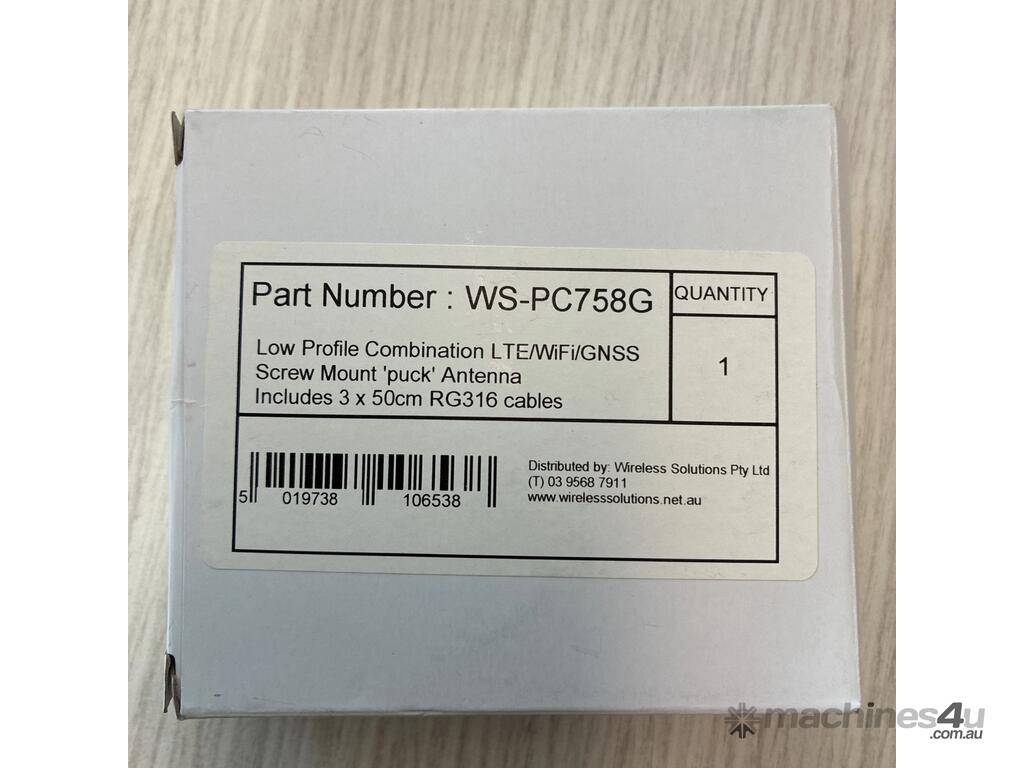 Part Number : WS-PC758G
QUANTITY
Low Profile Combination LTE/WiFi/GNSS
Screw Mount 'puck' Antenna
Includes 3 x 50cm RG316 cables
1
Distributed by: Wireless Solutions Pty Ltd
(T) 03 9568 7911
www.wirelesssolutions.net.au
5 019738 106538
machines4u
.com.au